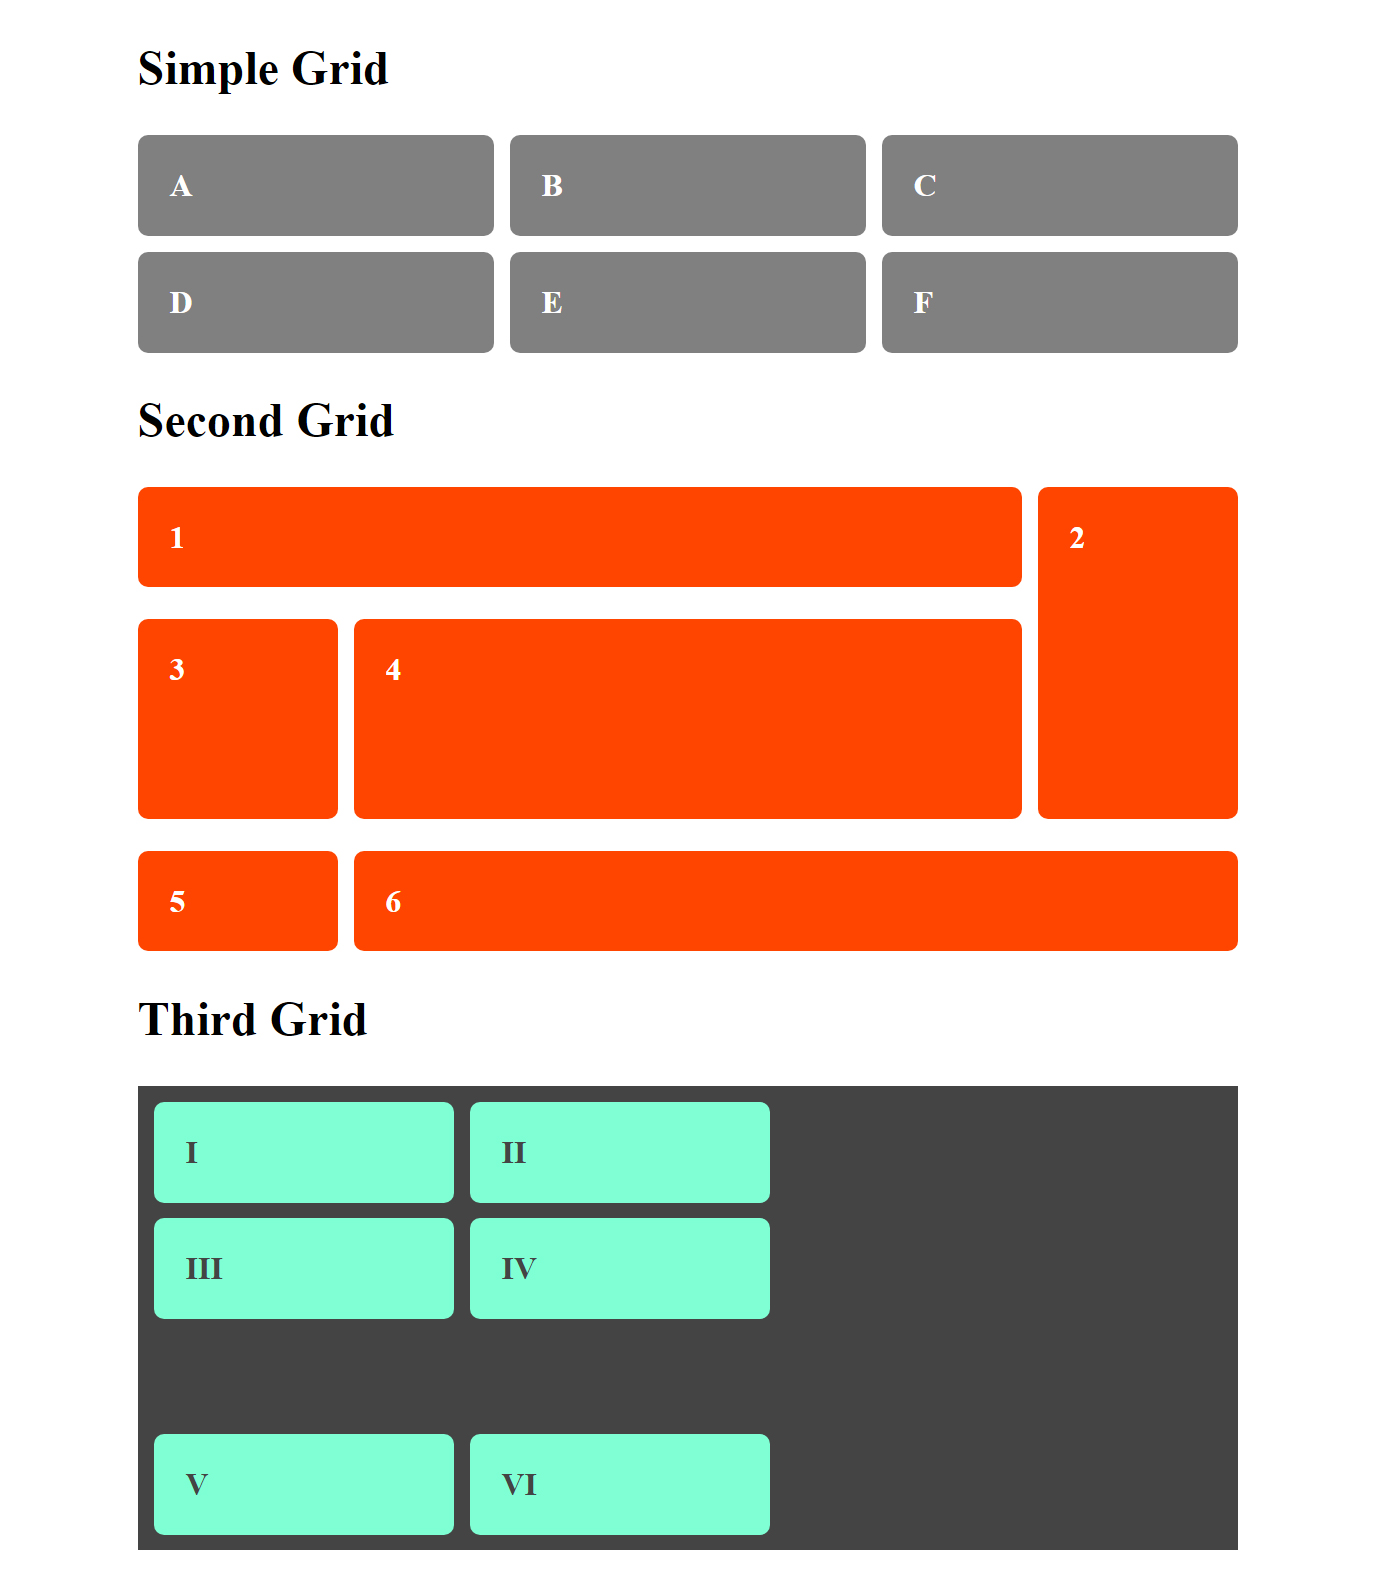 Simple Grid
A B C
D E F
Second Grid
1 2
3 4
5 6
Third Grid
I II
III IV
V VI